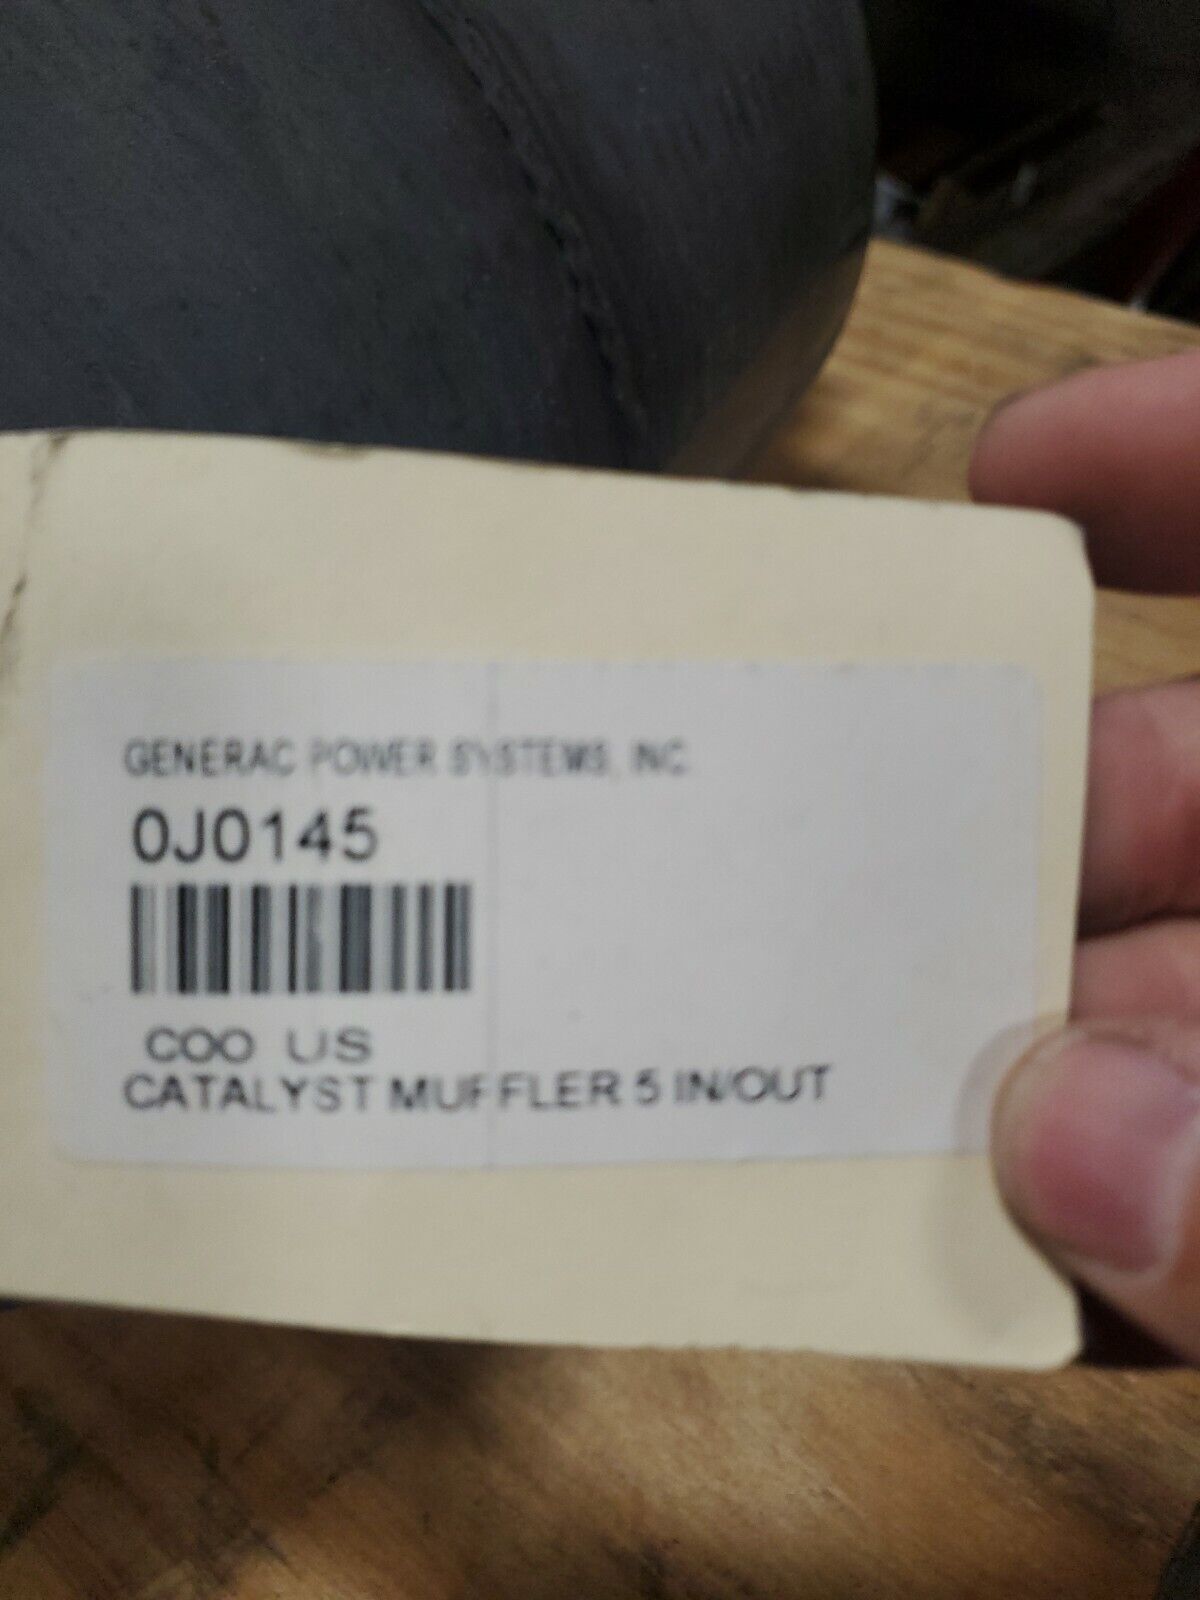 GENERAC POWER SYSTEMS, INC.
0J0145
COO US
CATALYST MUFFLER 5 IN/OUT